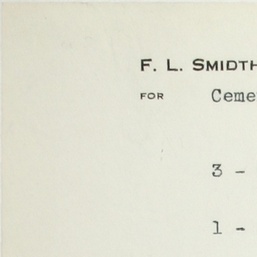 F. L. SMIDTH
FOR Ceme
3 -
1 -